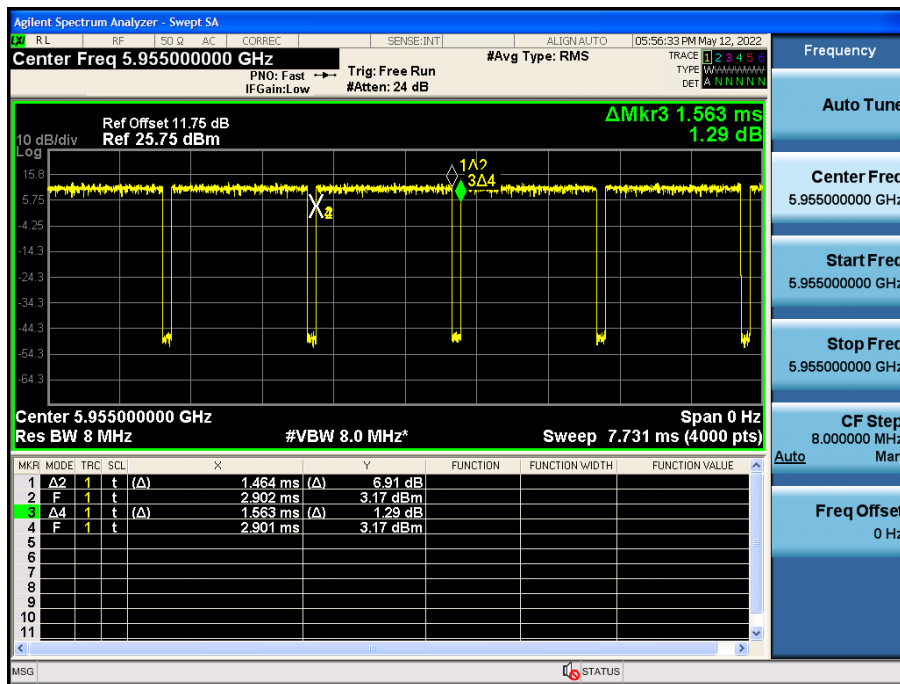 Agilent Spectrum Analyzer - Swept SA
LXI RL RF 50 Ω AC CORREC SENSE:INT ALIGN AUTO 05:56:33 PM May 12, 2022
Center Freq 5.955000000 GHz #Avg Type: RMS TRACE 1 2 3 4 5 6
PNO: Fast Trig: Free Run TYPE WWWWWW
IFGain:Low #Atten: 24 dB DET A N N N N N
ΔMkr3 1.563 ms
1.29 dB
Ref Offset 11.75 dB
10 dB/div Ref 25.75 dBm
Log
15.8
5.75
-4.25
-14.3
-24.3
-34.3
-44.3
-54.3
-64.3
1Δ2
3Δ4
X
Center 5.955000000 GHz Span 0 Hz
Res BW 8 MHz #VBW 8.0 MHz* Sweep 7.731 ms (4000 pts)
MKR MODE TRC SCL X Y FUNCTION FUNCTION WIDTH FUNCTION VALUE
1 Δ2 1 t (Δ) 1.464 ms (Δ) 6.91 dB
2 F 1 t 2.902 ms 3.17 dBm
3 Δ4 1 t (Δ) 1.563 ms (Δ) 1.29 dB
4 F 1 t 2.901 ms 3.17 dBm
5
6
7
8
9
10
11
MSG STATUS
Frequency
Auto Tune
Center Freq
5.955000000 GHz
Start Freq
5.955000000 GHz
Stop Freq
5.955000000 GHz
CF Step
8.000000 MHz
Auto Man
Freq Offset
0 Hz